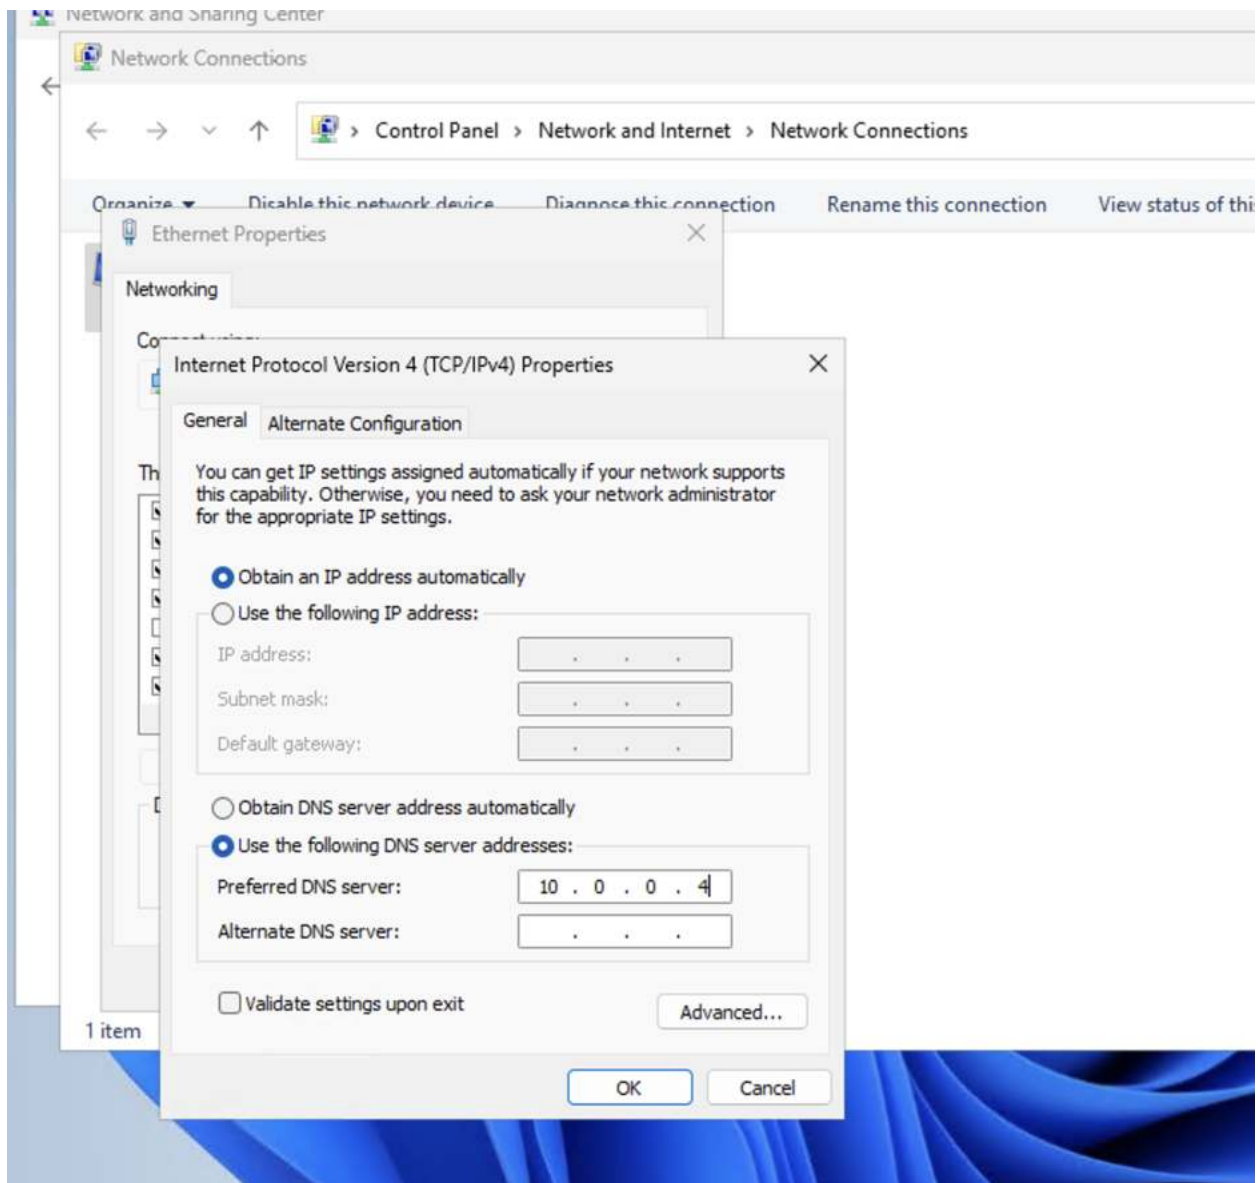 Network and Sharing Center
Network Connections
Control Panel > Network and Internet > Network Connections
Organize Disable this network device Diagnose this connection Rename this connection View status of this
Ethernet Properties
Networking
Internet Protocol Version 4 (TCP/IPv4) Properties
General Alternate Configuration
You can get IP settings assigned automatically if your network supports
this capability. Otherwise, you need to ask your network administrator
for the appropriate IP settings.
Obtain an IP address automatically
Use the following IP address:
IP address: . . .
Subnet mask: . . .
Default gateway: . . .
Obtain DNS server address automatically
Use the following DNS server addresses:
Preferred DNS server: 10 . 0 . 0 . 4
Alternate DNS server: . . .
Validate settings upon exit
Advanced...
1 item
OK Cancel